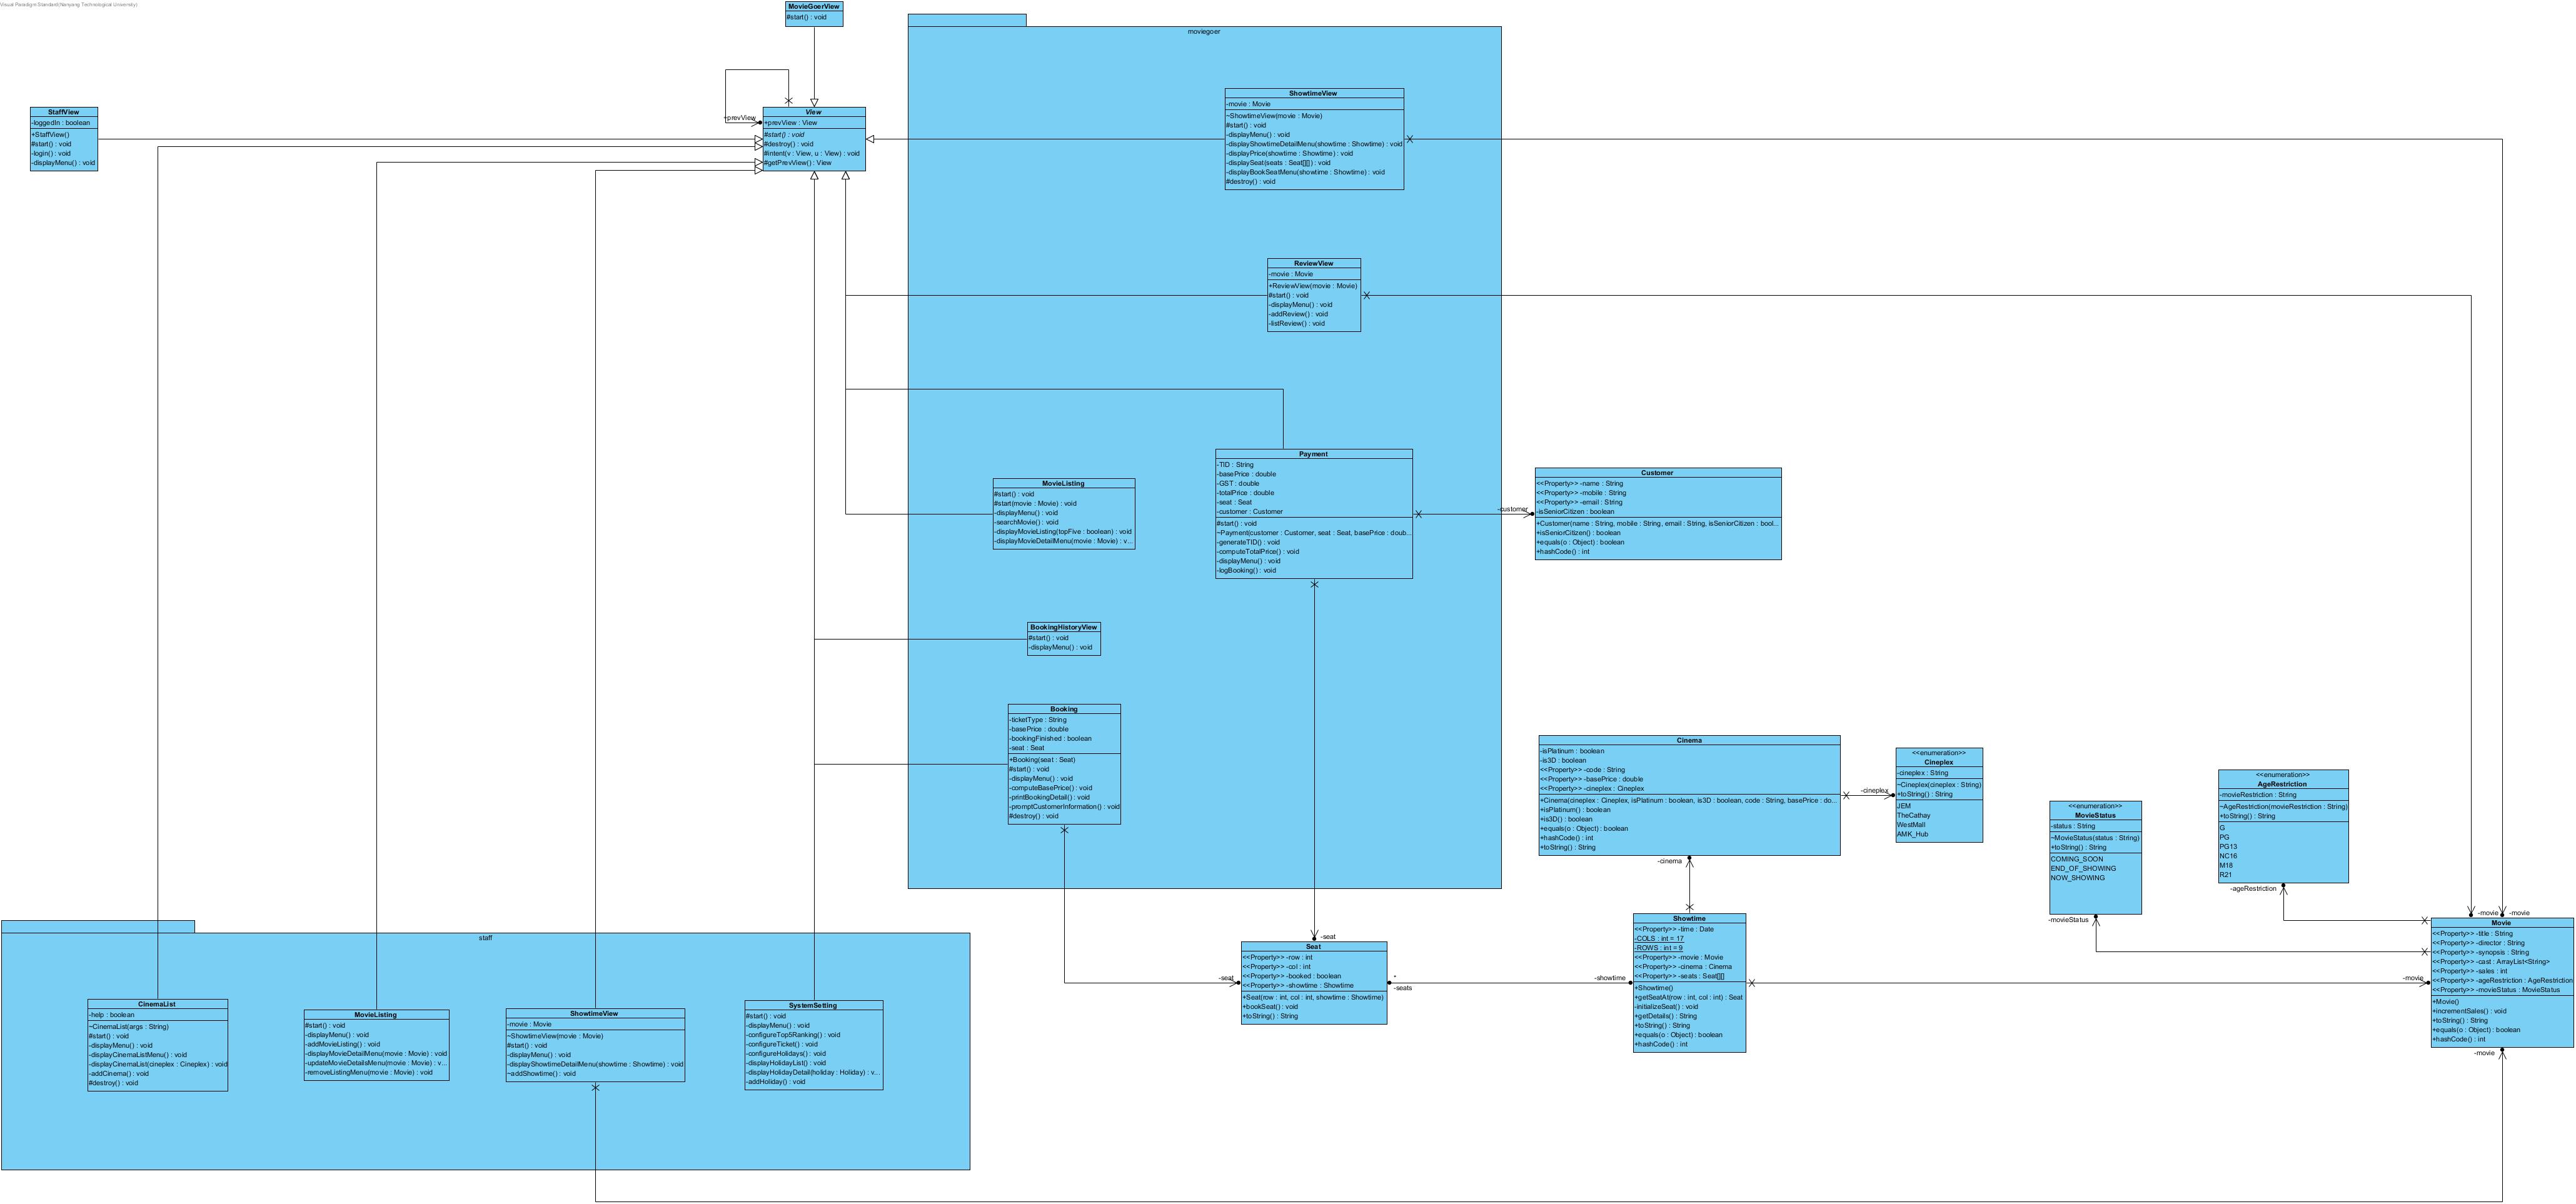 Visual Paradigm Standard(Nanyang Technological University)
MovieGoerView
#start() : void
moviegoer
StaffView
-loggedIn : boolean
+StaffView()
#start() : void
-login() : void
-displayMenu() : void
+prevView
View
+prevView : View
#start() : void
#destroy() : void
#intent(v : View, u : View) : void
#getPrevView() : View
ShowtimeView
-movie : Movie
~ShowtimeView(movie : Movie)
#start() : void
-displayMenu() : void
-displayShowtimeDetailMenu(showtime : Showtime) : void
-displayPrice(showtime : Showtime) : void
-displaySeat(seats : Seat[][]) : void
-displayBookSeatMenu(showtime : Showtime) : void
#destroy() : void
ReviewView
-movie : Movie
+ReviewView(movie : Movie)
#start() : void
-displayMenu() : void
-addReview() : void
-listReview() : void
MovieListing
#start() : void
#start(movie : Movie) : void
-displayMenu() : void
-searchMovie() : void
-displayMovieListing(topFive : boolean) : void
-displayMovieDetailMenu(movie : Movie) : v...
Payment
-TID : String
-basePrice : double
-GST : double
-totalPrice : double
-seat : Seat
-customer : Customer
#start() : void
~Payment(customer : Customer, seat : Seat, basePrice : doub...
-generateTID() : void
-computeTotalPrice() : void
-displayMenu() : void
-logBooking() : void
-customer
Customer
<<Property>> -name : String
<<Property>> -mobile : String
<<Property>> -email : String
-isSeniorCitizen : boolean
+Customer(name : String, mobile : String, email : String, isSeniorCitizen : bool...
+isSeniorCitizen() : boolean
+equals(o : Object) : boolean
+hashCode() : int
BookingHistoryView
#start() : void
-displayMenu() : void
Booking
-ticketType : String
-basePrice : double
-bookingFinished : boolean
-seat : Seat
+Booking(seat : Seat)
#start() : void
-displayMenu() : void
-computeBasePrice() : void
-printBookingDetail() : void
-promptCustomerInformation() : void
#destroy() : void
Cinema
-isPlatinum : boolean
-is3D : boolean
<<Property>> -code : String
<<Property>> -basePrice : double
<<Property>> -cineplex : Cineplex
+Cinema(cineplex : Cineplex, isPlatinum : boolean, is3D : boolean, code : String, basePrice : do...
+isPlatinum() : boolean
+is3D() : boolean
+equals(o : Object) : boolean
+hashCode() : int
+toString() : String
-cinema
-cineplex
<<enumeration>>
Cineplex
-cineplex : String
~Cineplex(cineplex : String)
+toString() : String
JEM
TheCathay
WestMall
AMK_Hub
<<enumeration>>
MovieStatus
-status : String
~MovieStatus(status : String)
+toString() : String
COMING_SOON
END_OF_SHOWING
NOW_SHOWING
-movieStatus
<<enumeration>>
AgeRestriction
-movieRestriction : String
~AgeRestriction(movieRestriction : String)
+toString() : String
G
PG
PG13
NC16
M18
R21
-ageRestriction
-movie
-movie
staff
CinemaList
-help : boolean
~CinemaList(args : String)
#start() : void
-displayMenu() : void
-displayCinemaListMenu() : void
-displayCinemaList(cineplex : Cineplex) : void
-addCinema() : void
#destroy() : void
MovieListing
#start() : void
-displayMenu() : void
-addMovieListing() : void
-displayMovieDetailMenu(movie : Movie) : void
-updateMovieDetailsMenu(movie : Movie) : v...
-removeListingMenu(movie : Movie) : void
ShowtimeView
-movie : Movie
~ShowtimeView(movie : Movie)
#start() : void
-displayMenu() : void
-displayShowtimeDetailMenu(showtime : Showtime) : void
~addShowtime() : void
SystemSetting
#start() : void
-displayMenu() : void
-configureTop5Ranking() : void
-configureTicket() : void
-configureHolidays() : void
-displayHolidayList() : void
-displayHolidayDetail(holiday : Holiday) : v...
-addHoliday() : void
-seat
-seat
Seat
<<Property>> -row : int
<<Property>> -col : int
<<Property>> -booked : boolean
<<Property>> -showtime : Showtime
+Seat(row : int, col : int, showtime : Showtime)
+bookSeat() : void
+toString() : String
*
-seats
-showtime
Showtime
<<Property>> -time : Date
-COLS : int = 17
-ROWS : int = 9
<<Property>> -movie : Movie
<<Property>> -cinema : Cinema
<<Property>> -seats : Seat[][]
+Showtime()
+getSeatAt(row : int, col : int) : Seat
-initializeSeat() : void
+getDetails() : String
+toString() : String
+equals(o : Object) : boolean
+hashCode() : int
-movie
Movie
<<Property>> -title : String
<<Property>> -director : String
<<Property>> -synopsis : String
<<Property>> -cast : ArrayList<String>
<<Property>> -sales : int
<<Property>> -ageRestriction : AgeRestriction
<<Property>> -movieStatus : MovieStatus
+Movie()
+incrementSales() : void
+toString() : String
+equals(o : Object) : boolean
+hashCode() : int
-movie